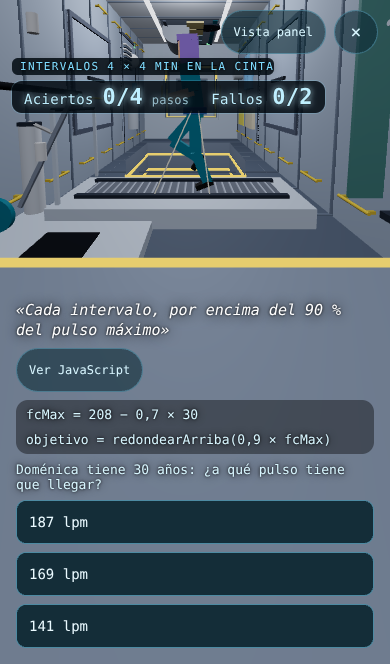 Vista panel
×
INTERVALOS 4 × 4 MIN EN LA CINTA
Aciertos 0/4 pasos Fallos 0/2
«Cada intervalo, por encima del 90 %
del pulso máximo»
Ver JavaScript
fcMax = 208 − 0,7 × 30
objetivo = redondearArriba(0,9 × fcMax)
Doménica tiene 30 años: ¿a qué pulso tiene
que llegar?
187 lpm
169 lpm
141 lpm